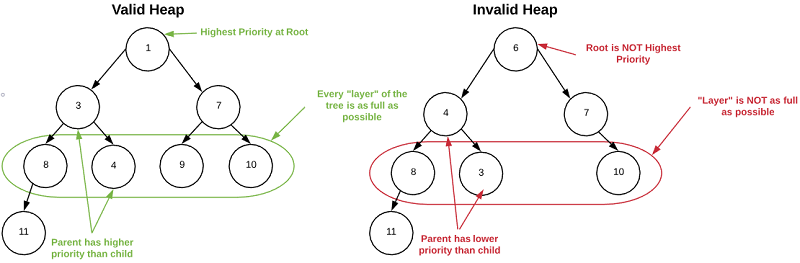 Valid Heap
Highest Priority at Root
1
3
7
Every "layer" of the
tree is as full as
possible
8
4
9
10
11
Parent has higher
priority than child
Invalid Heap
6
Root is NOT Highest
Priority
4
7
"Layer" is NOT as full
as possible
8
3
10
11
Parent has lower
priority than child